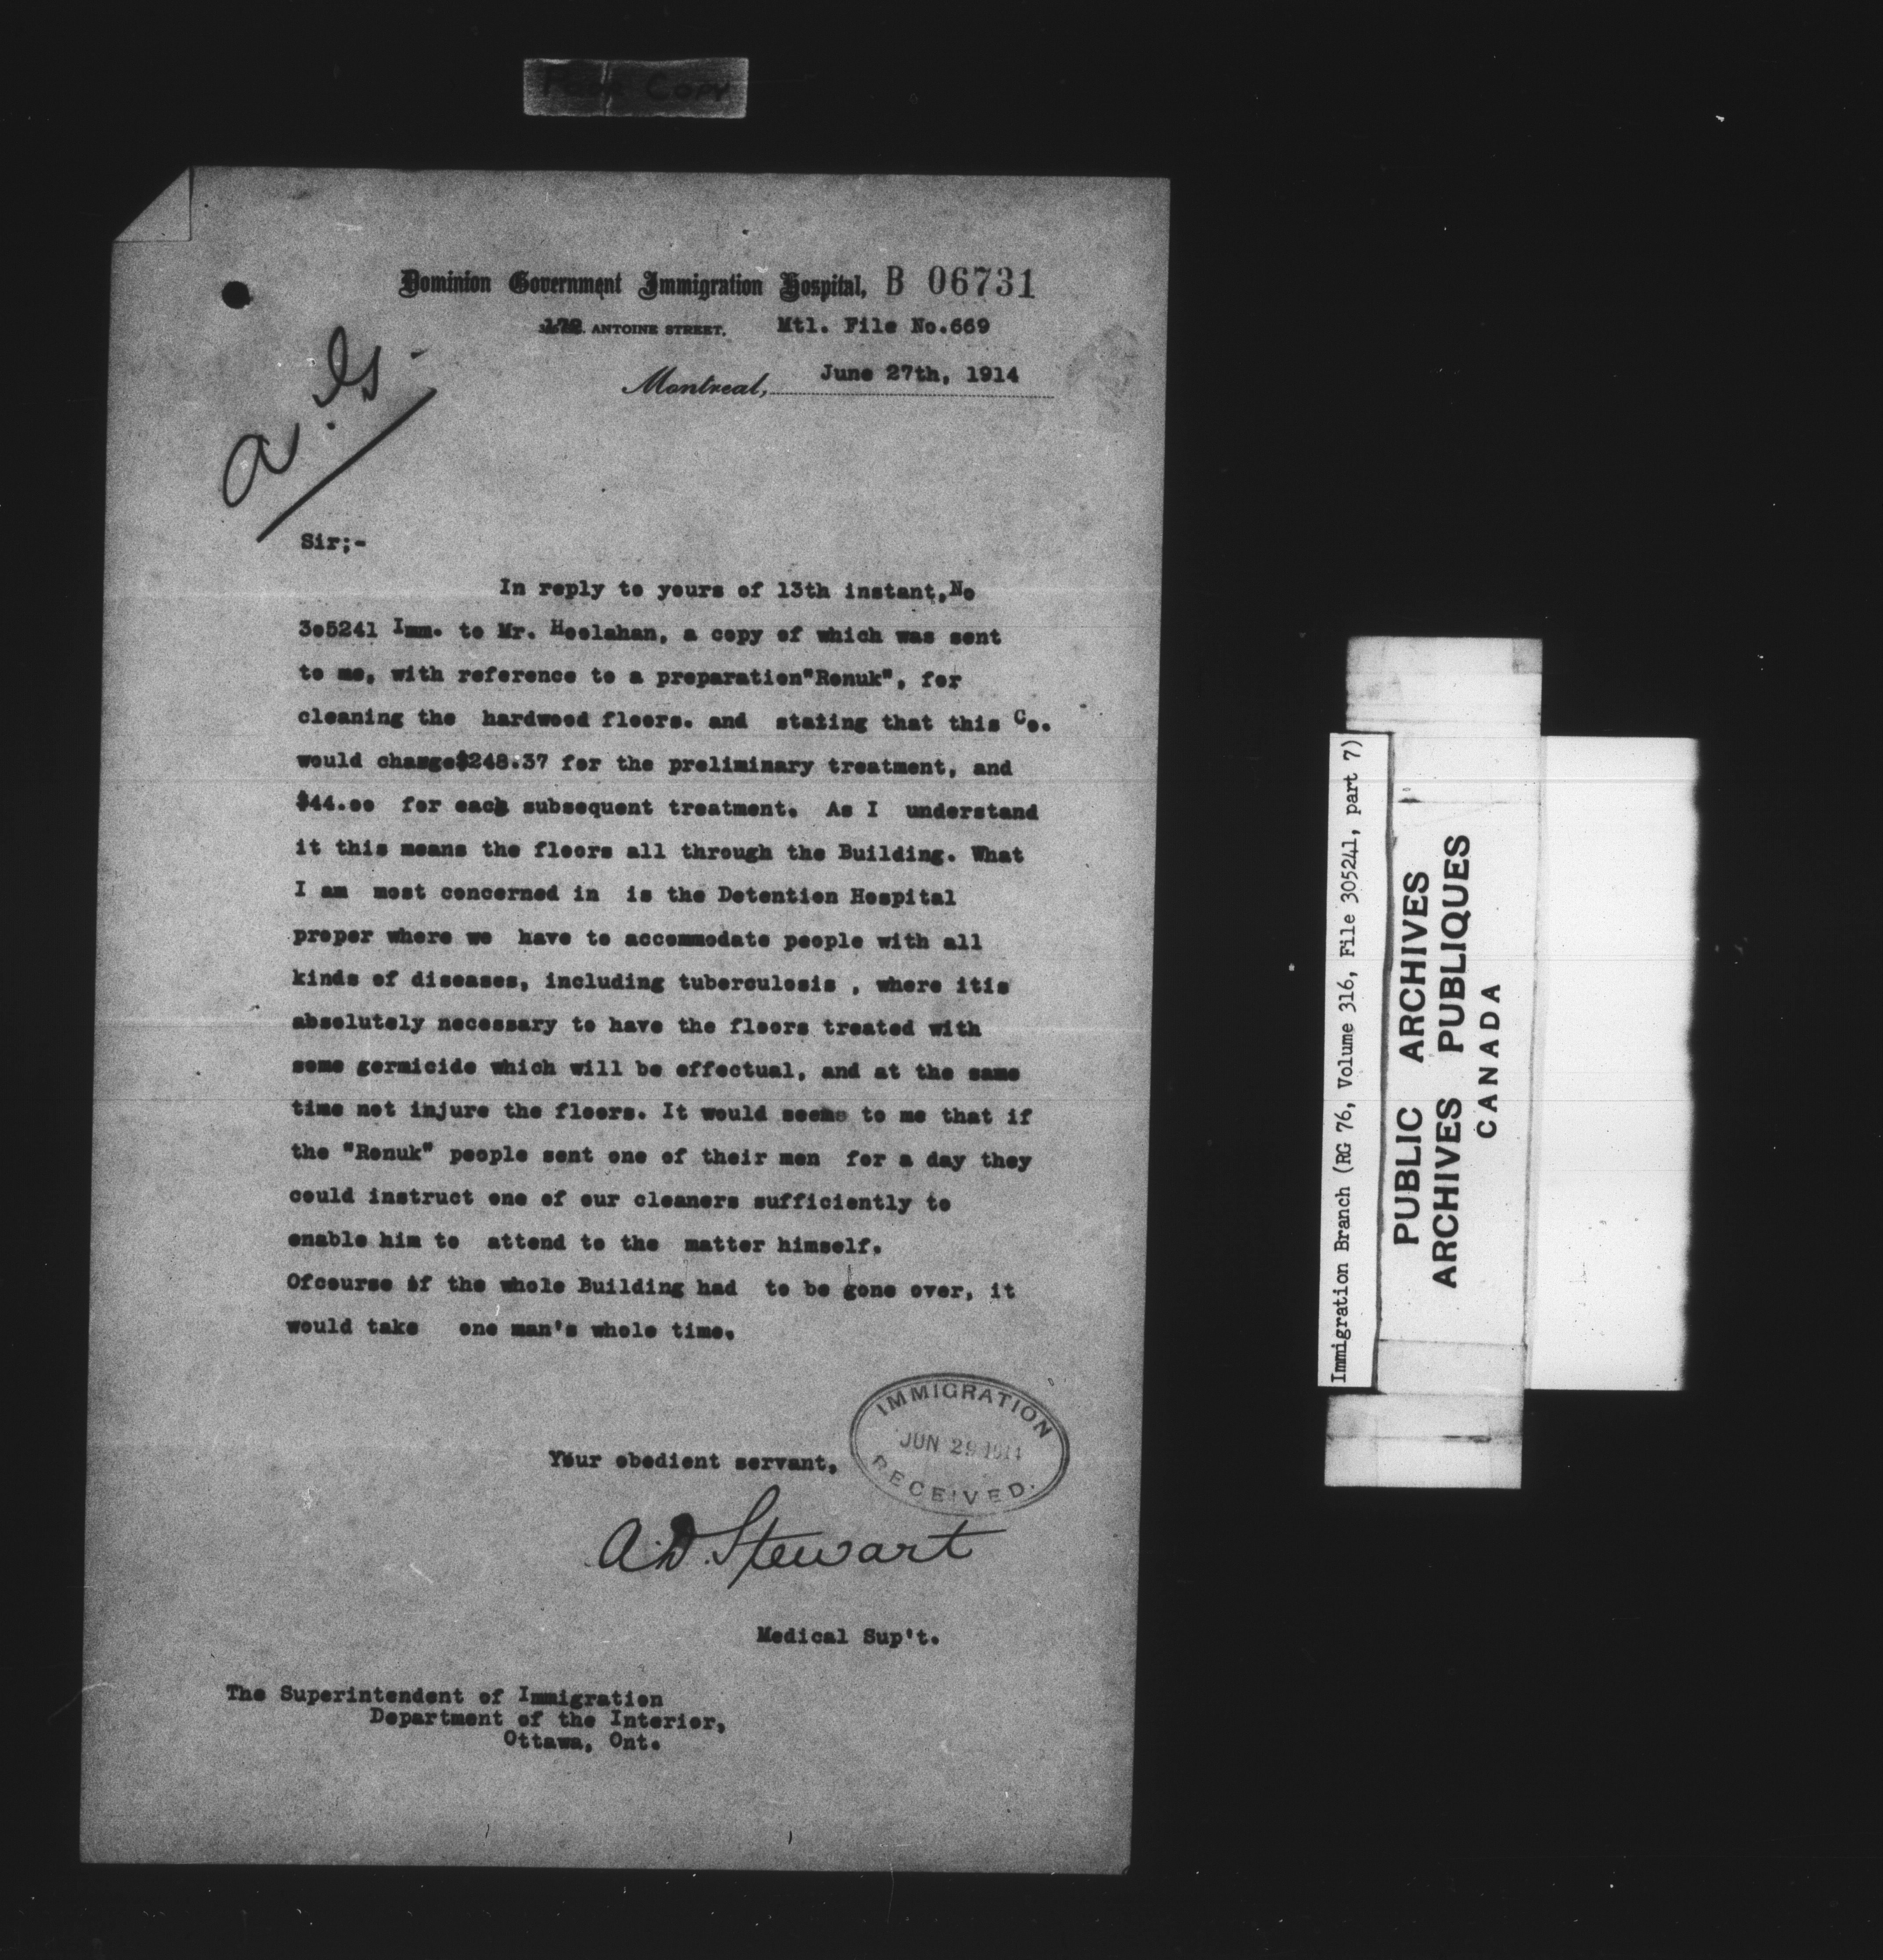 Poor Copy
Dominion Government Immigration Hospital, B 06731
172 ANTOINE STREET. Mtl. File No.669
Montreal, June 27th, 1914
Sir;-
In reply to yours of 13th instant,No
3o5241 Imm. to Mr. Hoolahan, a copy of which was sent
to me, with reference to a preparation"Ronuk", for
cleaning the hardwood floors. and stating that this Co.
would change$248.37 for the preliminary treatment, and
$44.oo for each subsequent treatment. As I understand
it this means the floors all through the Building. What
I am most concerned in is the Detention Hospital
proper where we have to accommodate people with all
kinds of diseases, including tuberculosis , where itis
absolutely necessary to have the floors treated with
some germicide which will be effectual, and at the same
time not injure the floors. It would seems to me that if
the "Ronuk" people sent one of their men for a day they
could instruct one of our cleaners sufficiently to
enable him to attend to the matter himself.
Ofcourse if the whole Building had to be gone over, it
would take one man's whole time.
IMMIGRATION
JUN 29 1914
RECEIVED.
Your obedient servant,
A.D. Stewart
Medical Sup't.
The Superintendent of Immigration
Department of the Interior,
Ottawa, Ont.
Immigration Branch (RG 76, Volume 316, File 305241, part 7)
PUBLIC ARCHIVES
ARCHIVES PUBLIQUES
CANADA